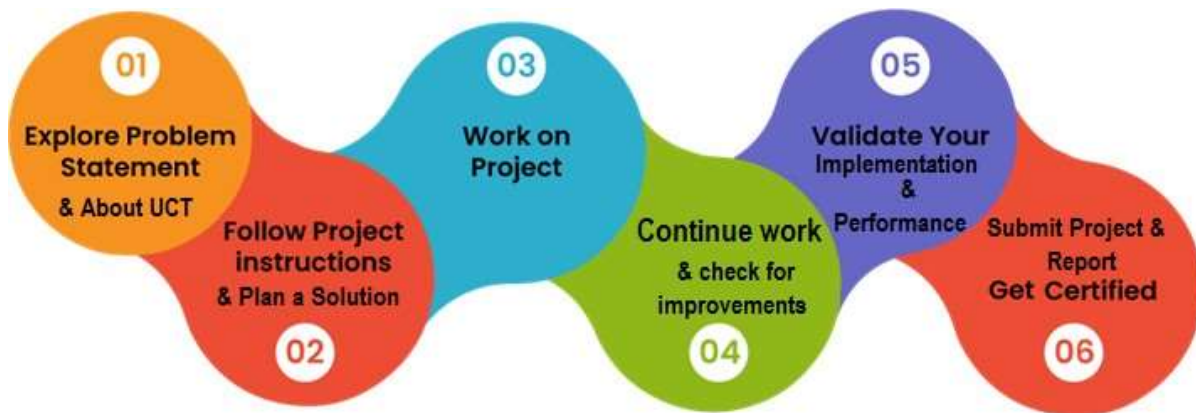 01
Explore Problem
Statement
& About UCT
Follow Project
instructions
& Plan a Solution
02
03
Work on
Project
Continue work
& check for
improvements
04
05
Validate Your
Implementation
&
Performance
Submit Project &
Report
Get Certified
06